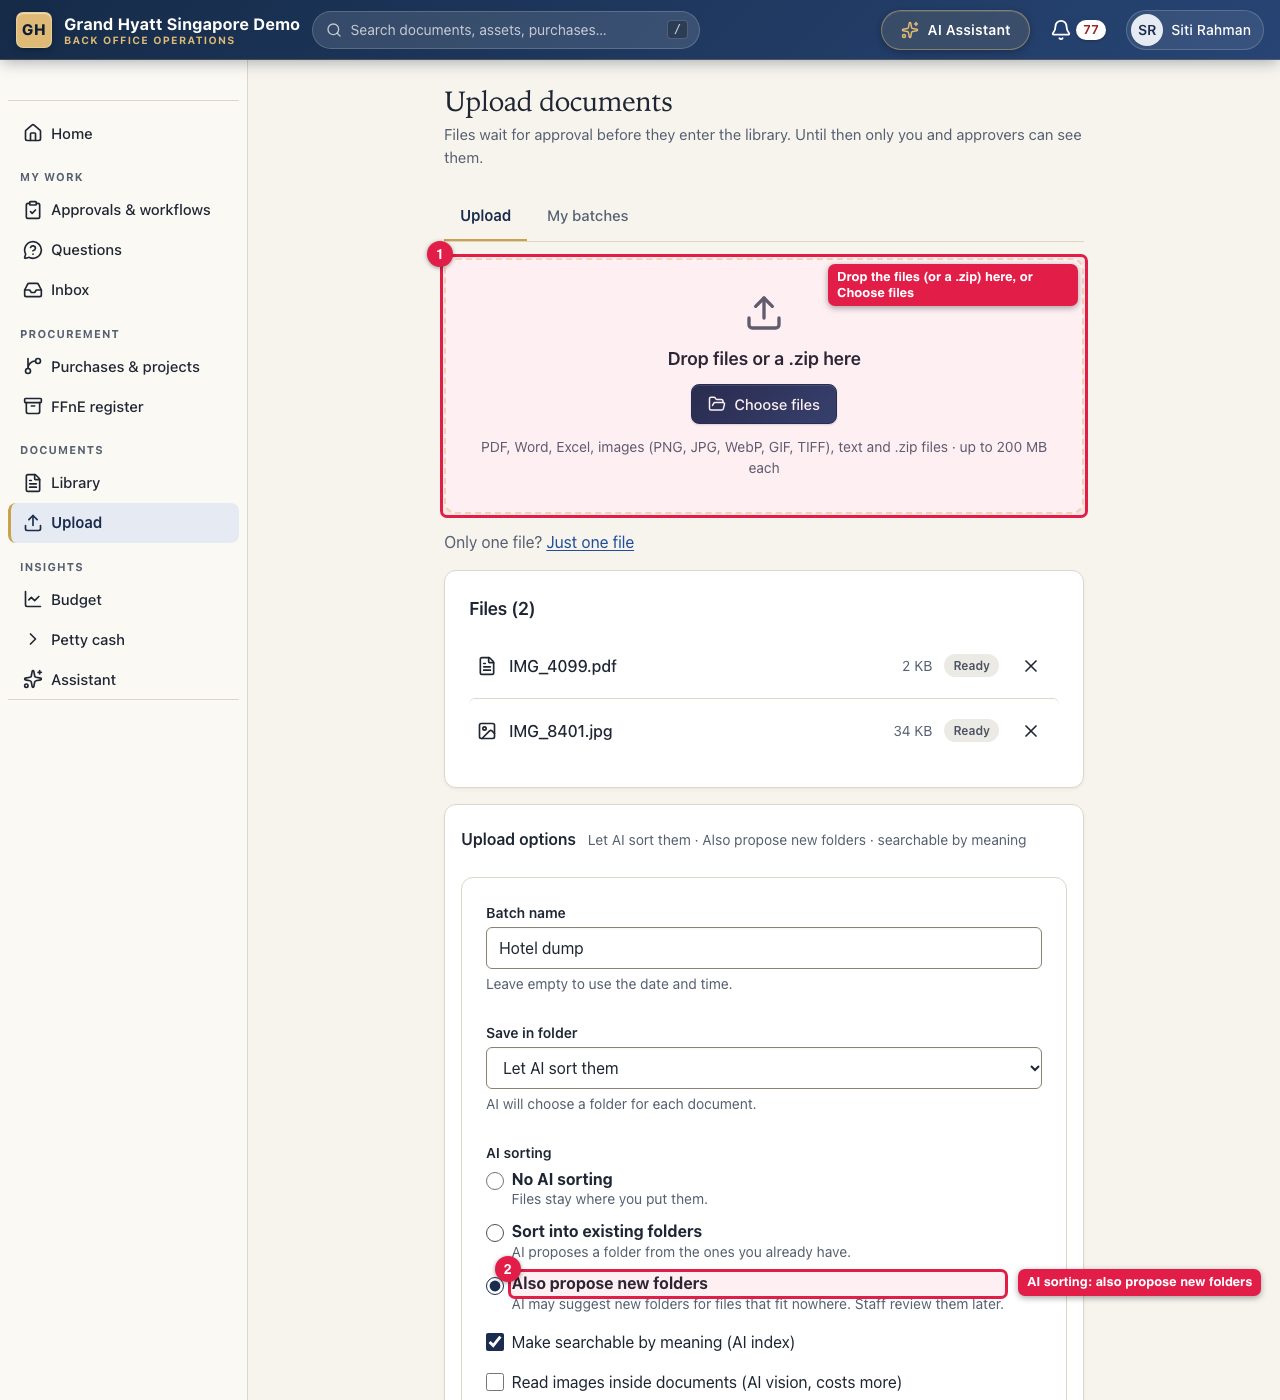 GH
Grand Hyatt Singapore Demo
BACK OFFICE OPERATIONS
Search documents, assets, purchases...
/
AI Assistant
77
SR
Siti Rahman
Home
MY WORK
Approvals & workflows
Questions
Inbox
PROCUREMENT
Purchases & projects
FFnE register
DOCUMENTS
Library
Upload
INSIGHTS
Budget
Petty cash
Assistant
Upload documents
Files wait for approval before they enter the library. Until then only you and approvers can see
them.
Upload
My batches
1
Drop the files (or a .zip) here, or
Choose files
Drop files or a .zip here
Choose files
PDF, Word, Excel, images (PNG, JPG, WebP, GIF, TIFF), text and .zip files · up to 200 MB
each
Only one file? Just one file
Files (2)
IMG_4099.pdf
2 KB
Ready
IMG_8401.jpg
34 KB
Ready
Upload options
Let AI sort them · Also propose new folders · searchable by meaning
Batch name
Hotel dump
Leave empty to use the date and time.
Save in folder
Let AI sort them
AI will choose a folder for each document.
AI sorting
No AI sorting
Files stay where you put them.
Sort into existing folders
AI proposes a folder from the ones you already have.
2
Also propose new folders
AI sorting: also propose new folders
AI may suggest new folders for files that fit nowhere. Staff review them later.
Make searchable by meaning (AI index)
Read images inside documents (AI vision, costs more)